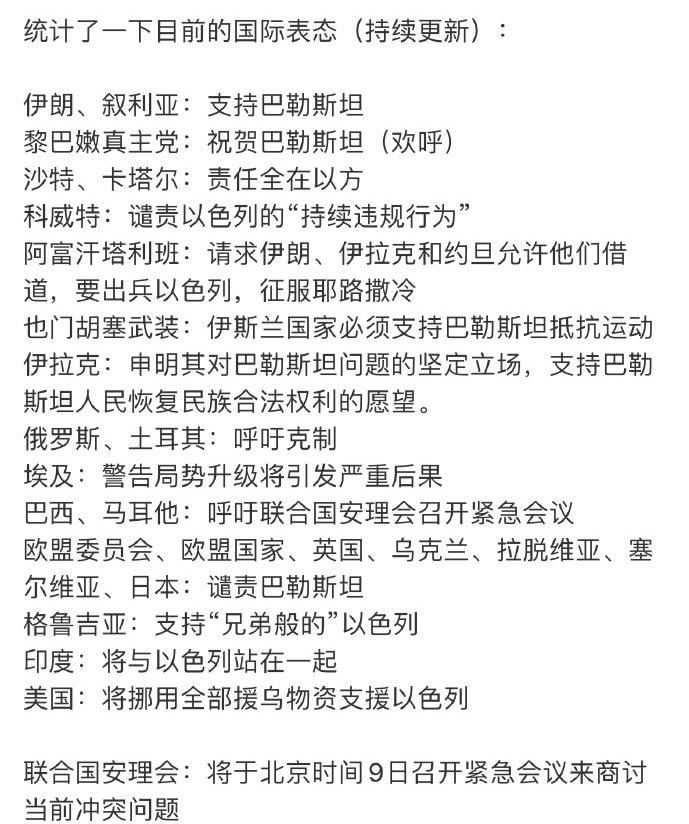 统计了一下目前的国际表态（持续更新）：
伊朗、叙利亚：支持巴勒斯坦
黎巴嫩真主党：祝贺巴勒斯坦（欢呼）
沙特、卡塔尔：责任全在以方
科威特：谴责以色列的“持续违规行为”
阿富汗塔利班：请求伊朗、伊拉克和约旦允许他们借
道，要出兵以色列，征服耶路撒冷
也门胡塞武装：伊斯兰国家必须支持巴勒斯坦抵抗运动
伊拉克：申明其对巴勒斯坦问题的坚定立场，支持巴勒
斯坦人民恢复民族合法权利的愿望。
俄罗斯、土耳其：呼吁克制
埃及：警告局势升级将引发严重后果
巴西、马耳他：呼吁联合国安理会召开紧急会议
欧盟委员会、欧盟国家、英国、乌克兰、拉脱维亚、塞
尔维亚、日本：谴责巴勒斯坦
格鲁吉亚：支持“兄弟般的”以色列
印度：将与以色列站在一起
美国：将挪用全部援乌物资支援以色列
联合国安理会：将于北京时间9日召开紧急会议来商讨
当前冲突问题